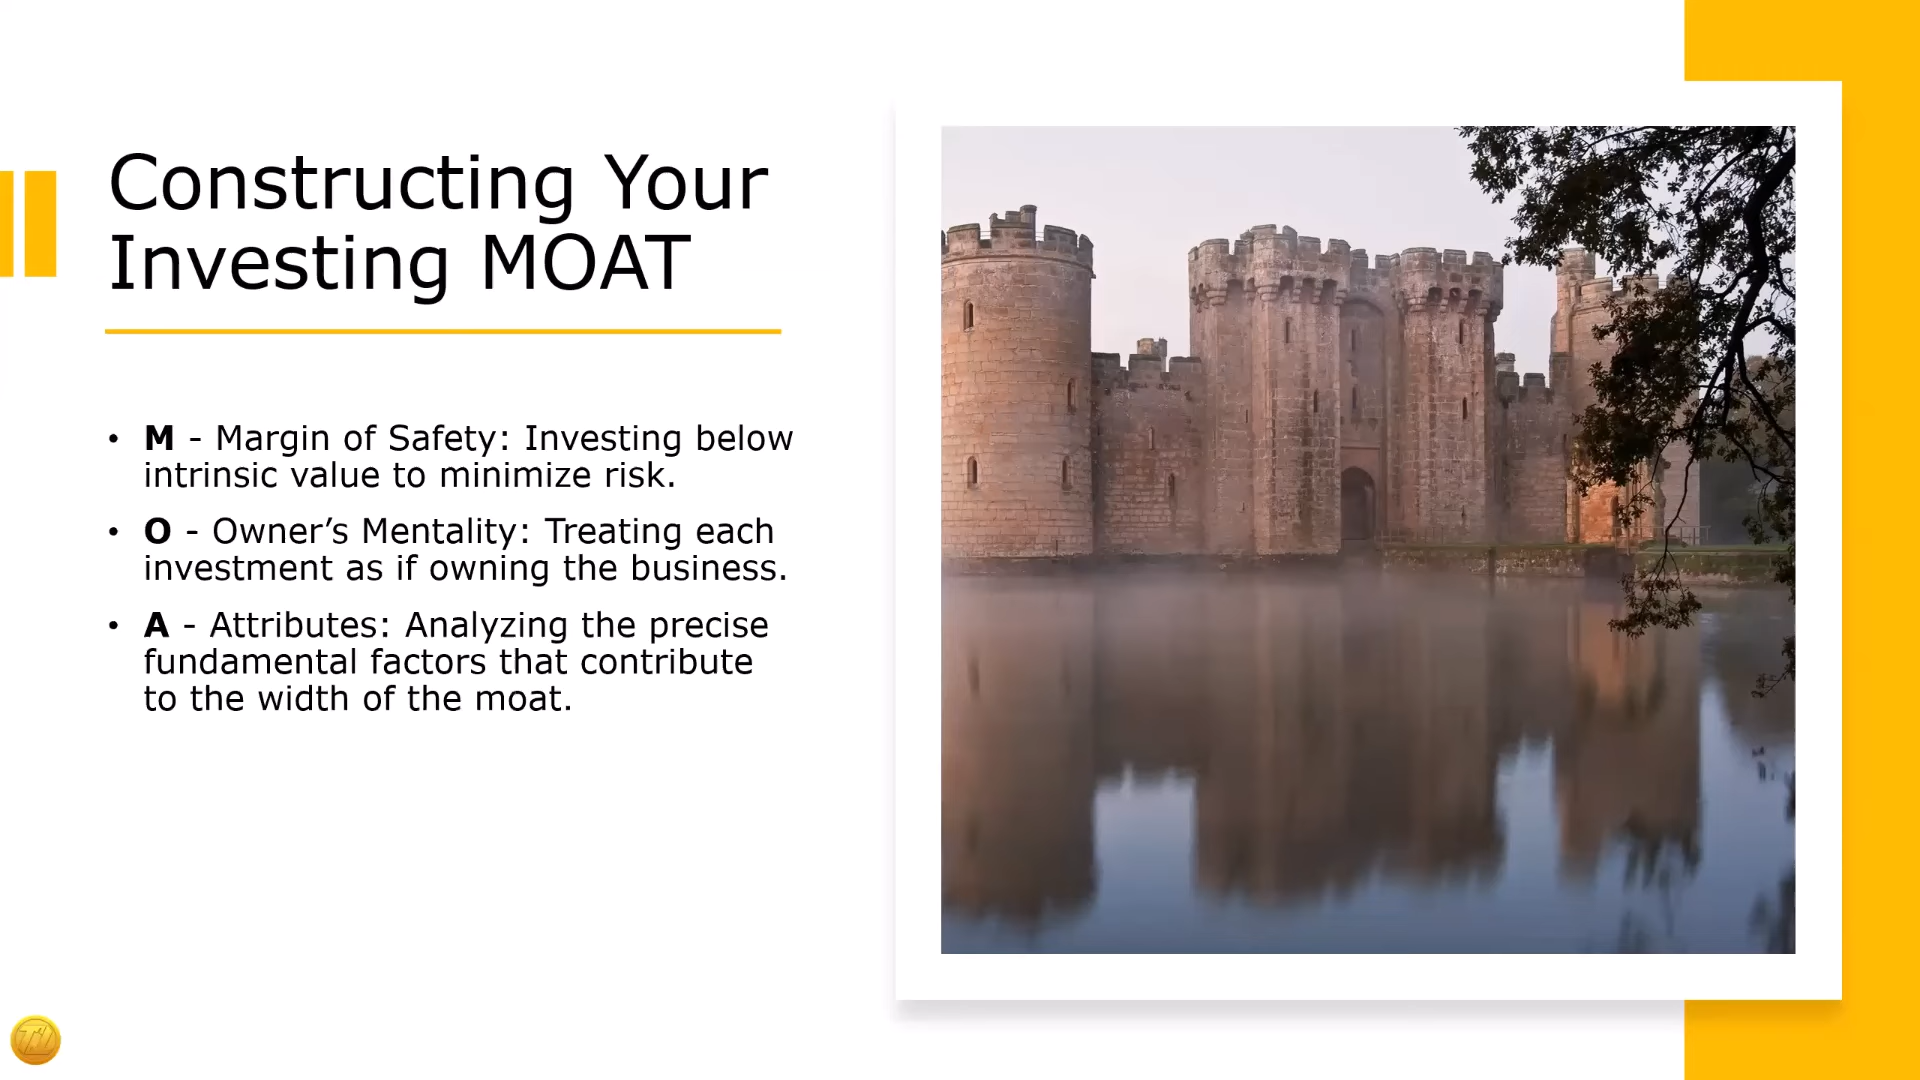 Constructing Your
Investing MOAT
• M - Margin of Safety: Investing below
intrinsic value to minimize risk.
• O - Owner’s Mentality: Treating each
investment as if owning the business.
• A - Attributes: Analyzing the precise
fundamental factors that contribute
to the width of the moat.